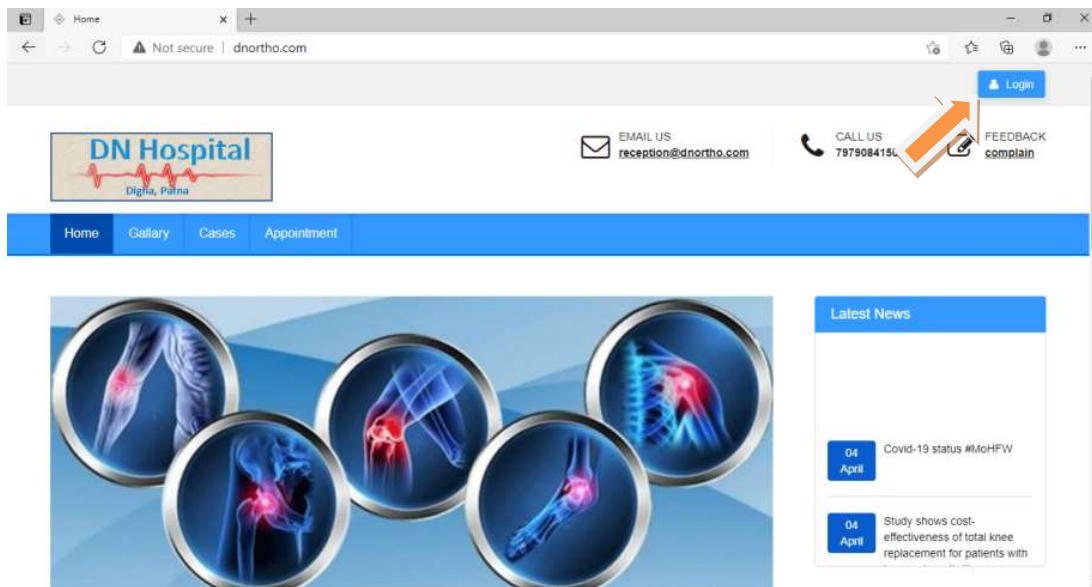 Home
Not secure | dnortho.com
Login
DN Hospital
Digha, Patna
EMAIL US
reception@dnortho.com
CALL US
FEEDBACK
complain
Home Gallary Cases Appointment
Latest News
04
April
Covid-19 status #MoHFW
04
April
Study shows cost-
effectiveness of total knee
replacement for patients with